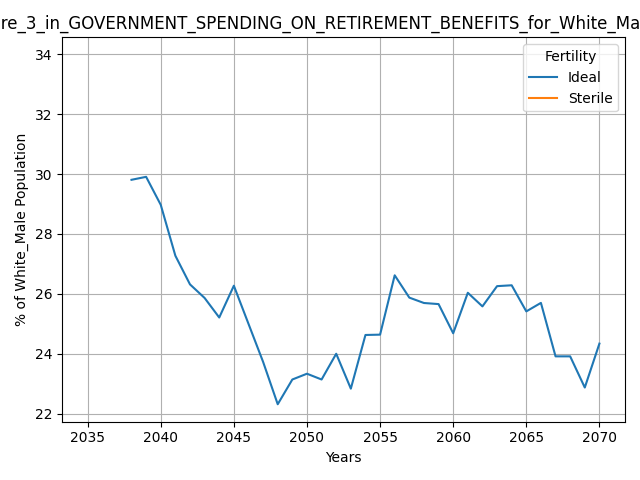 re_3_in_GOVERNMENT_SPENDING_ON_RETIREMENT_BENEFITS_for_White_Ma
Fertility
Ideal
Sterile
34
32
30
28
26
24
22
% of White_Male Population
2035 2040 2045 2050 2055 2060 2065 2070
Years